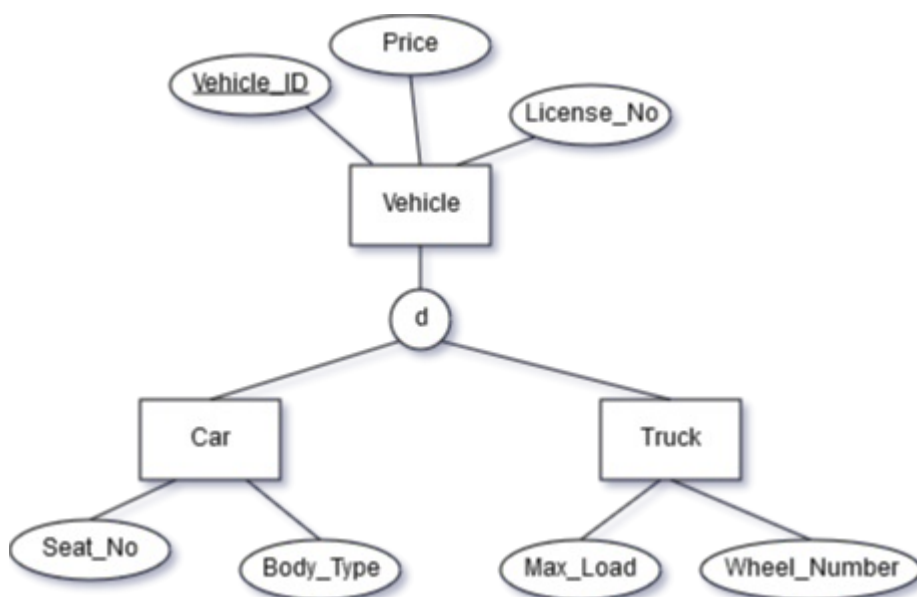 Price
Vehicle_ID
License_No
Vehicle
d
Car
Truck
Seat_No
Body_Type
Max_Load
Wheel_Number